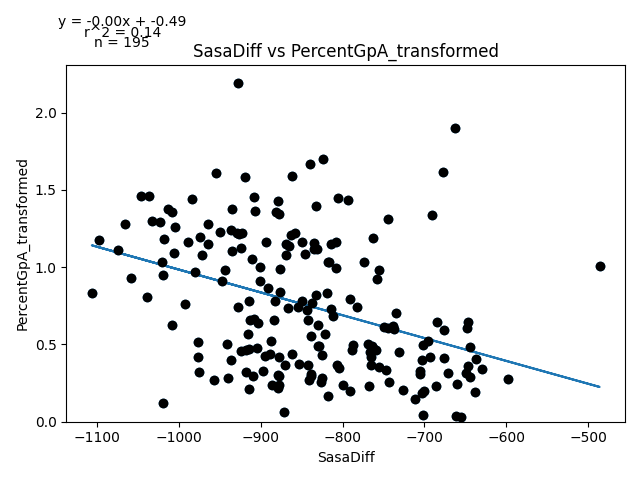 y = -0.00x + -0.49
r^2 = 0.14
n = 195
SasaDiff vs PercentGpA_transformed
PercentGpA_transformed
2.0
1.5
1.0
0.5
0.0
−1100 −1000 −900 −800 −700 −600 −500
SasaDiff